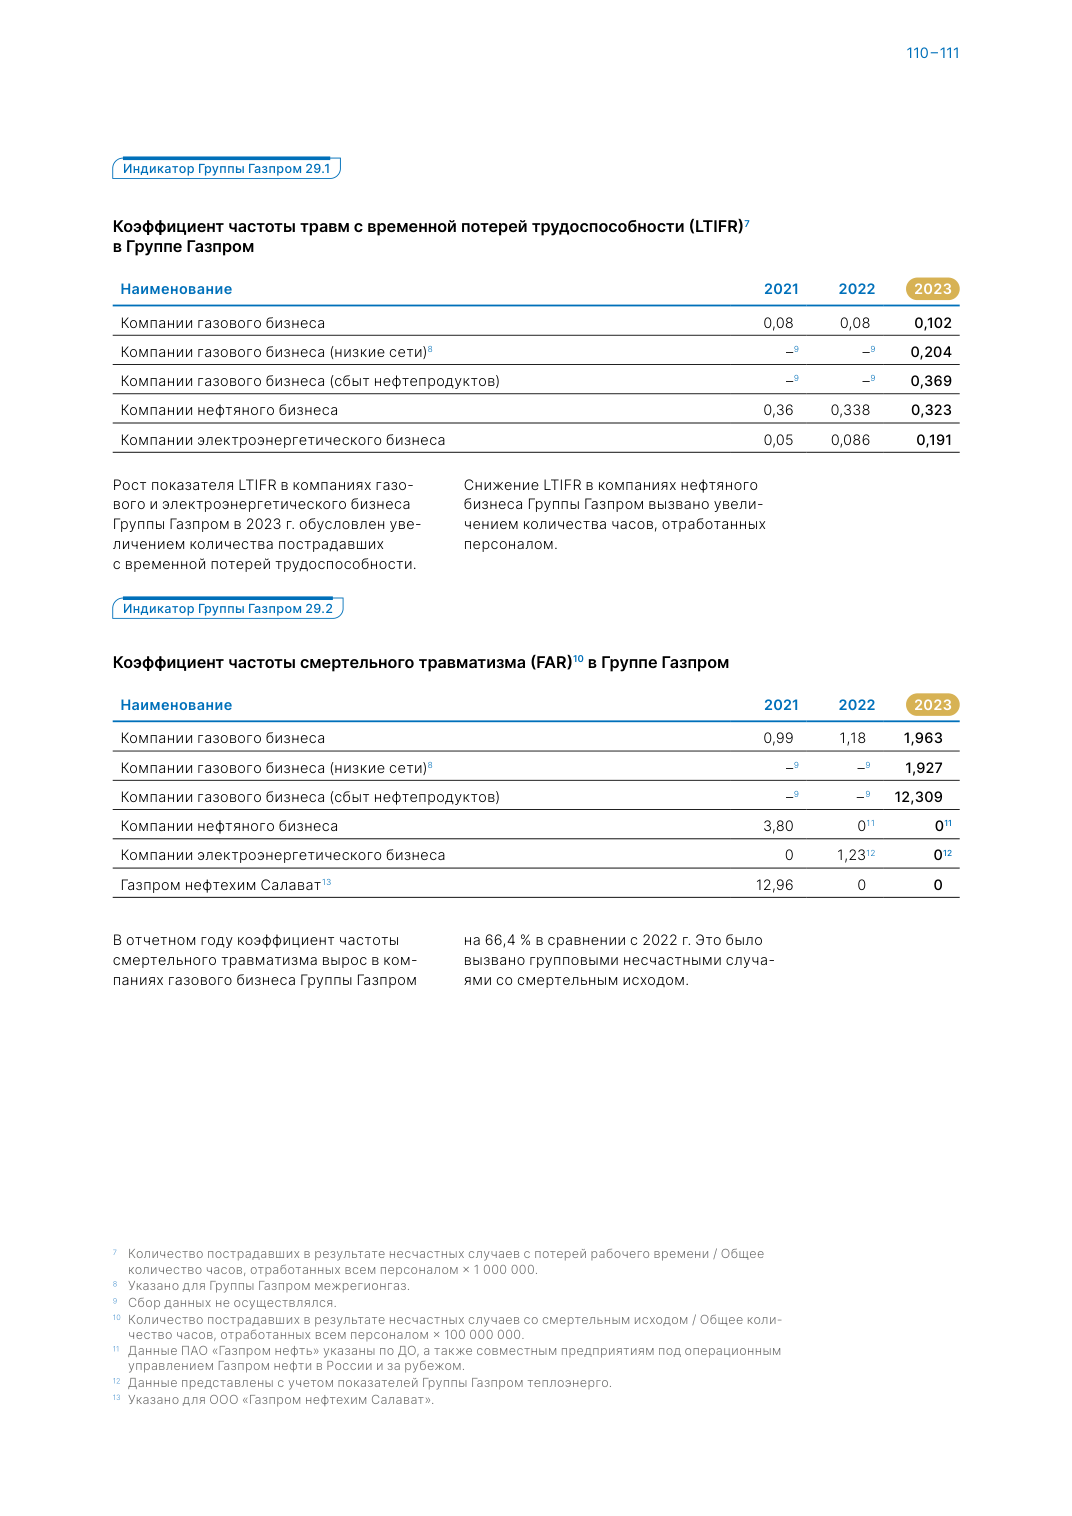 110–111
Индикатор Группы Газпром 29.1
Коэффициент частоты травм с временной потерей трудоспособности (LTIFR)⁷
в Группе Газпром
Наименование 2021 2022 2023
Компании газового бизнеса 0,08 0,08 0,102
Компании газового бизнеса (низкие сети)⁸ –⁹ –⁹ 0,204
Компании газового бизнеса (сбыт нефтепродуктов) –⁹ –⁹ 0,369
Компании нефтяного бизнеса 0,36 0,338 0,323
Компании электроэнергетического бизнеса 0,05 0,086 0,191
Рост показателя LTIFR в компаниях газо-
вого и электроэнергетического бизнеса
Группы Газпром в 2023 г. обусловлен уве-
личением количества пострадавших
с временной потерей трудоспособности.
Снижение LTIFR в компаниях нефтяного
бизнеса Группы Газпром вызвано увели-
чением количества часов, отработанных
персоналом.
Индикатор Группы Газпром 29.2
Коэффициент частоты смертельного травматизма (FAR)¹⁰ в Группе Газпром
Наименование 2021 2022 2023
Компании газового бизнеса 0,99 1,18 1,963
Компании газового бизнеса (низкие сети)⁸ –⁹ –⁹ 1,927
Компании газового бизнеса (сбыт нефтепродуктов) –⁹ –⁹ 12,309
Компании нефтяного бизнеса 3,80 0¹¹ 0¹¹
Компании электроэнергетического бизнеса 0 1,23¹² 0¹²
Газпром нефтехим Салават¹³ 12,96 0 0
В отчетном году коэффициент частоты
смертельного травматизма вырос в ком-
паниях газового бизнеса Группы Газпром
на 66,4 % в сравнении с 2022 г. Это было
вызвано групповыми несчастными случа-
ями со смертельным исходом.
⁷ Количество пострадавших в результате несчастных случаев с потерей рабочего времени / Общее
количество часов, отработанных всем персоналом × 1 000 000.
⁸ Указано для Группы Газпром межрегионгаз.
⁹ Сбор данных не осуществлялся.
¹⁰ Количество пострадавших в результате несчастных случаев со смертельным исходом / Общее коли-
чество часов, отработанных всем персоналом × 100 000 000.
¹¹ Данные ПАО «Газпром нефть» указаны по ДО, а также совместным предприятиям под операционным
управлением Газпром нефти в России и за рубежом.
¹² Данные представлены с учетом показателей Группы Газпром теплоэнерго.
¹³ Указано для ООО «Газпром нефтехим Салават».